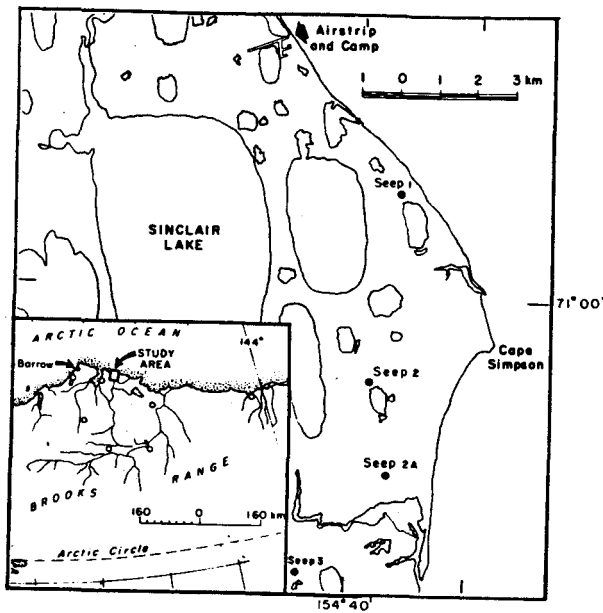 Airstrip
and Camp
1 0 1 2 3 km
Seep 1
SINCLAIR
LAKE
71° 00'
ARCTIC OCEAN
144°
Barrow
STUDY
AREA
Cape
Simpson
Seep 2
Seep 2A
BROOKS RANGE
160 0 160 km
Arctic Circle
Seep 3
154° 40'